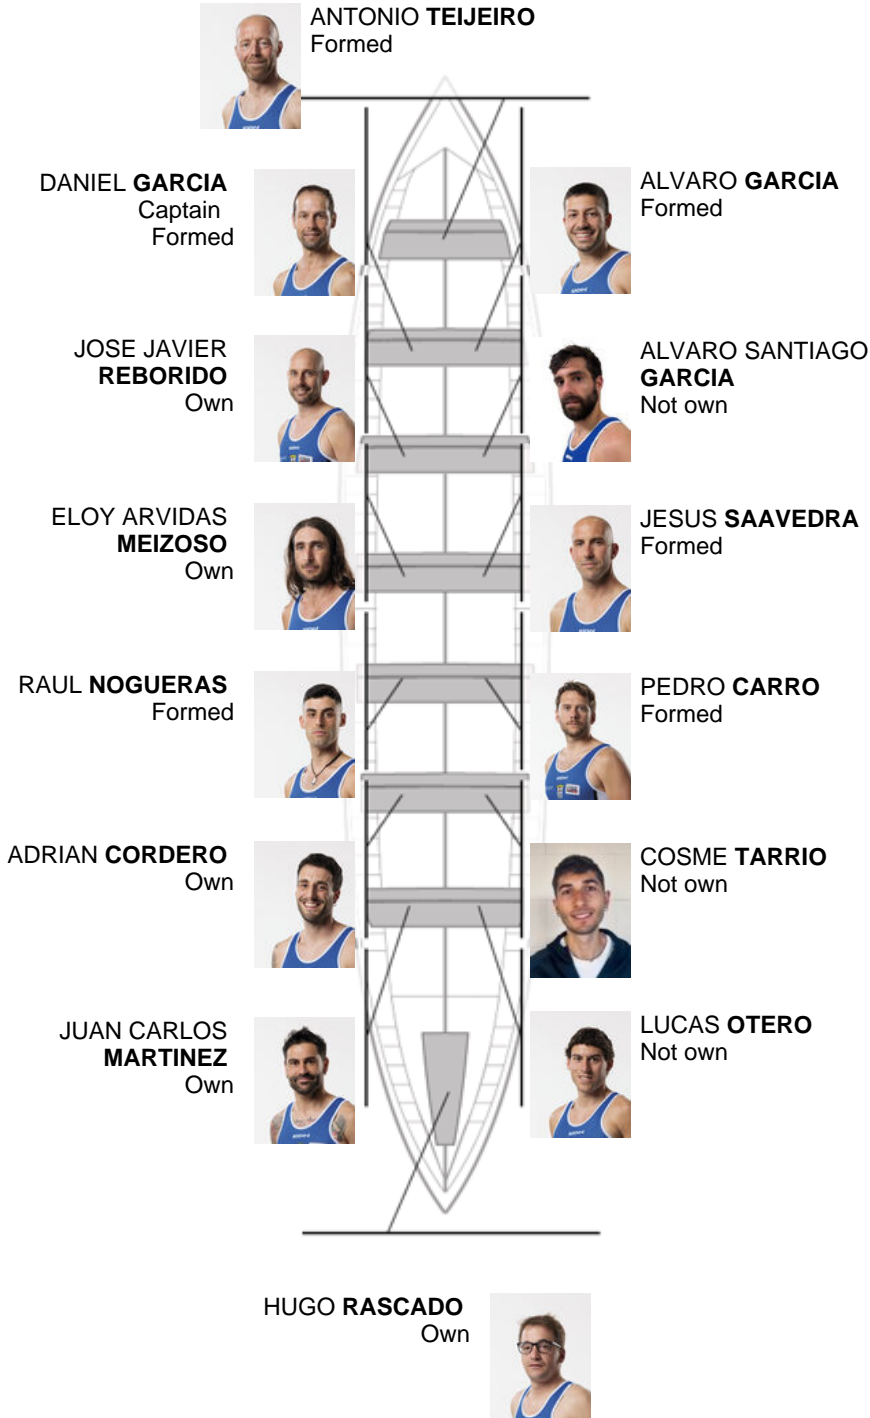 ANTONIO TEIJEIRO
Formed
DANIEL GARCIA
Captain
Formed
ALVARO GARCIA
Formed
JOSE JAVIER
REBORIDO
Own
ALVARO SANTIAGO
GARCIA
Not own
ELOY ARVIDAS
MEIZOSO
Own
JESUS SAAVEDRA
Formed
RAUL NOGUERAS
Formed
PEDRO CARRO
Formed
ADRIAN CORDERO
Own
COSME TARRIO
Not own
JUAN CARLOS
MARTINEZ
Own
LUCAS OTERO
Not own
HUGO RASCADO
Own